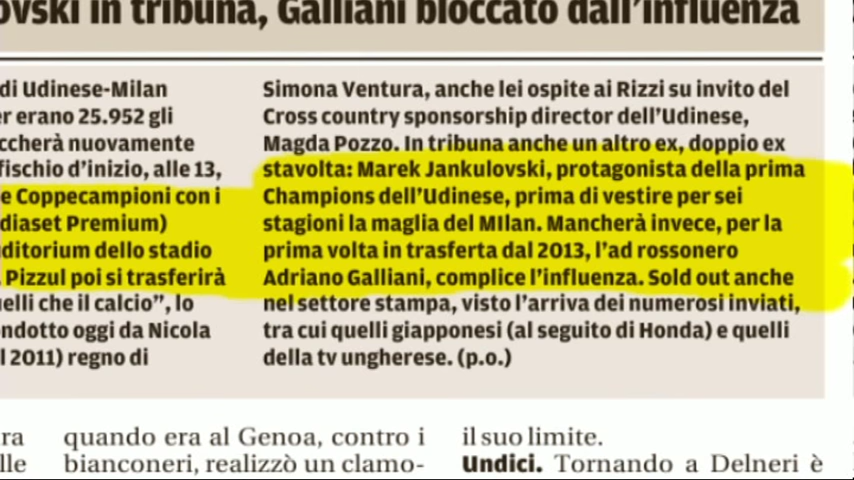 ovski in tribuna, Galliani bloccato dall'influenza
di Udinese-Milan
er erano 25.952 gli
ccherà nuovamente
fischio d'inizio, alle 13,
e Coppecampioni con i
diaset Premium)
ditorium dello stadio
Pizzul poi si trasferirà
elli che il calcio", lo
ndotto oggi da Nicola
l 2011) regno di
Simona Ventura, anche lei ospite ai Rizzi su invito del
Cross country sponsorship director dell'Udinese,
Magda Pozzo. In tribuna anche un altro ex, doppio ex
stavolta: Marek Jankulovski, protagonista della prima
Champions dell'Udinese, prima di vestire per sei
stagioni la maglia del MIlan. Mancherà invece, per la
prima volta in trasferta dal 2013, l'ad rossonero
Adriano Galliani, complice l'influenza. Sold out anche
nel settore stampa, visto l'arriva dei numerosi inviati,
tra cui quelli giapponesi (al seguito di Honda) e quelli
della tv ungherese. (p.o.)
ra
lle
quando era al Genoa, contro i
bianconeri, realizzò un clamo-
il suo limite.
Undici. Tornando a Delneri è